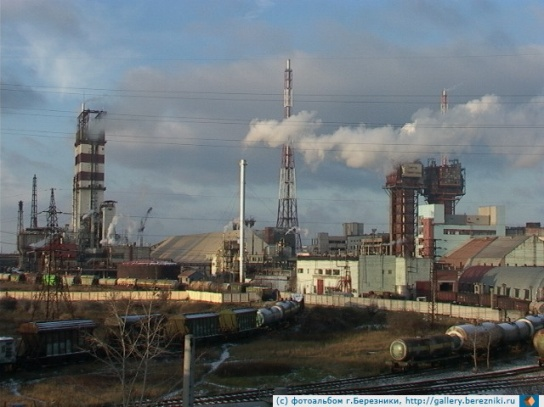 (c) фотоальбом г.Березники, http://gallery.berezniki.ru